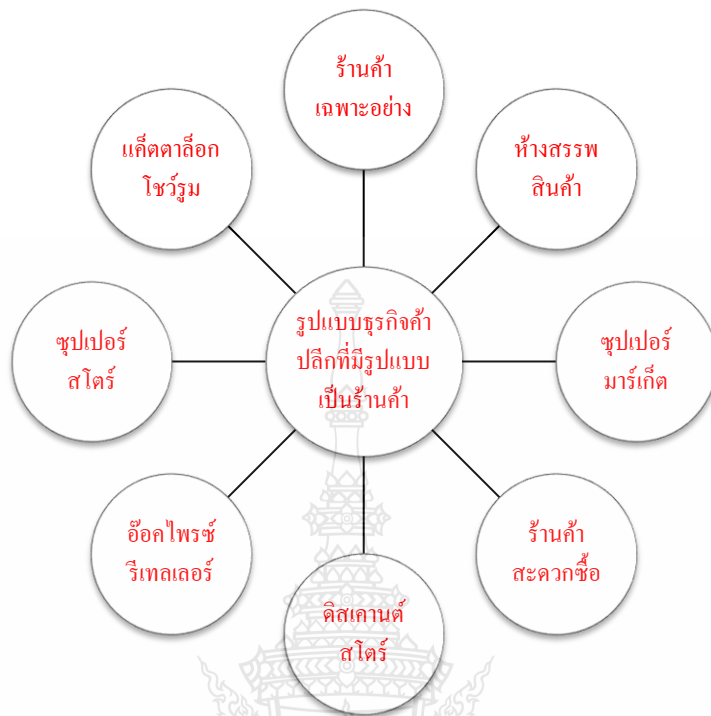 ร้านค้า
เฉพาะอย่าง
ห้างสรรพ
สินค้า
ซุปเปอร์
มาร์เก็ต
ร้านค้า
สะดวกซื้อ
ดิสเคานต์
สโตร์
อ๊อคไพรซ์
รีเทลเลอร์
ซุปเปอร์
สโตร์
แค็ตตาล็อก
โชว์รูม
รูปแบบธุรกิจค้า
ปลีกที่มีรูปแบบ
เป็นร้านค้า